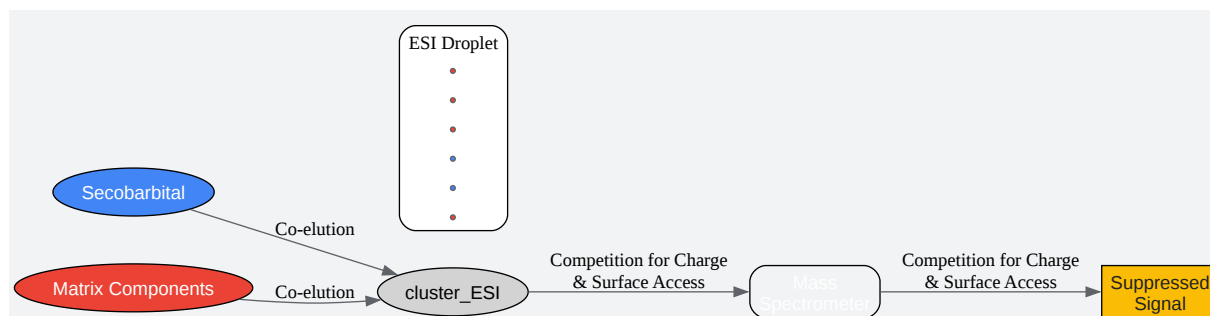 ESI Droplet
Secobarbital
Co-elution
Matrix Components
Co-elution
cluster_ESI
Competition for Charge
& Surface Access
Mass
Spectrometer
Competition for Charge
& Surface Access
Suppressed
Signal